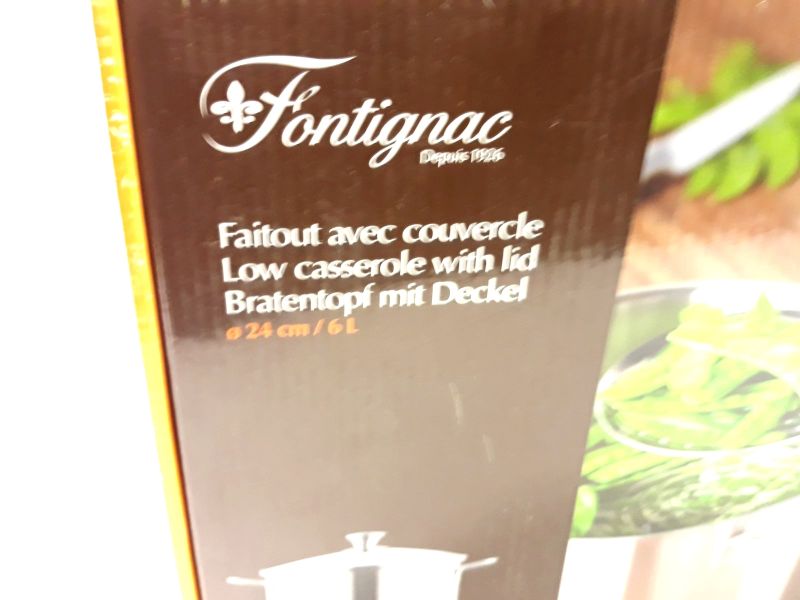 Fontignac
Depuis 1926
Faitout avec couvercle
Low casserole with lid
Bratentopf mit Deckel
ø 24 cm / 6 L